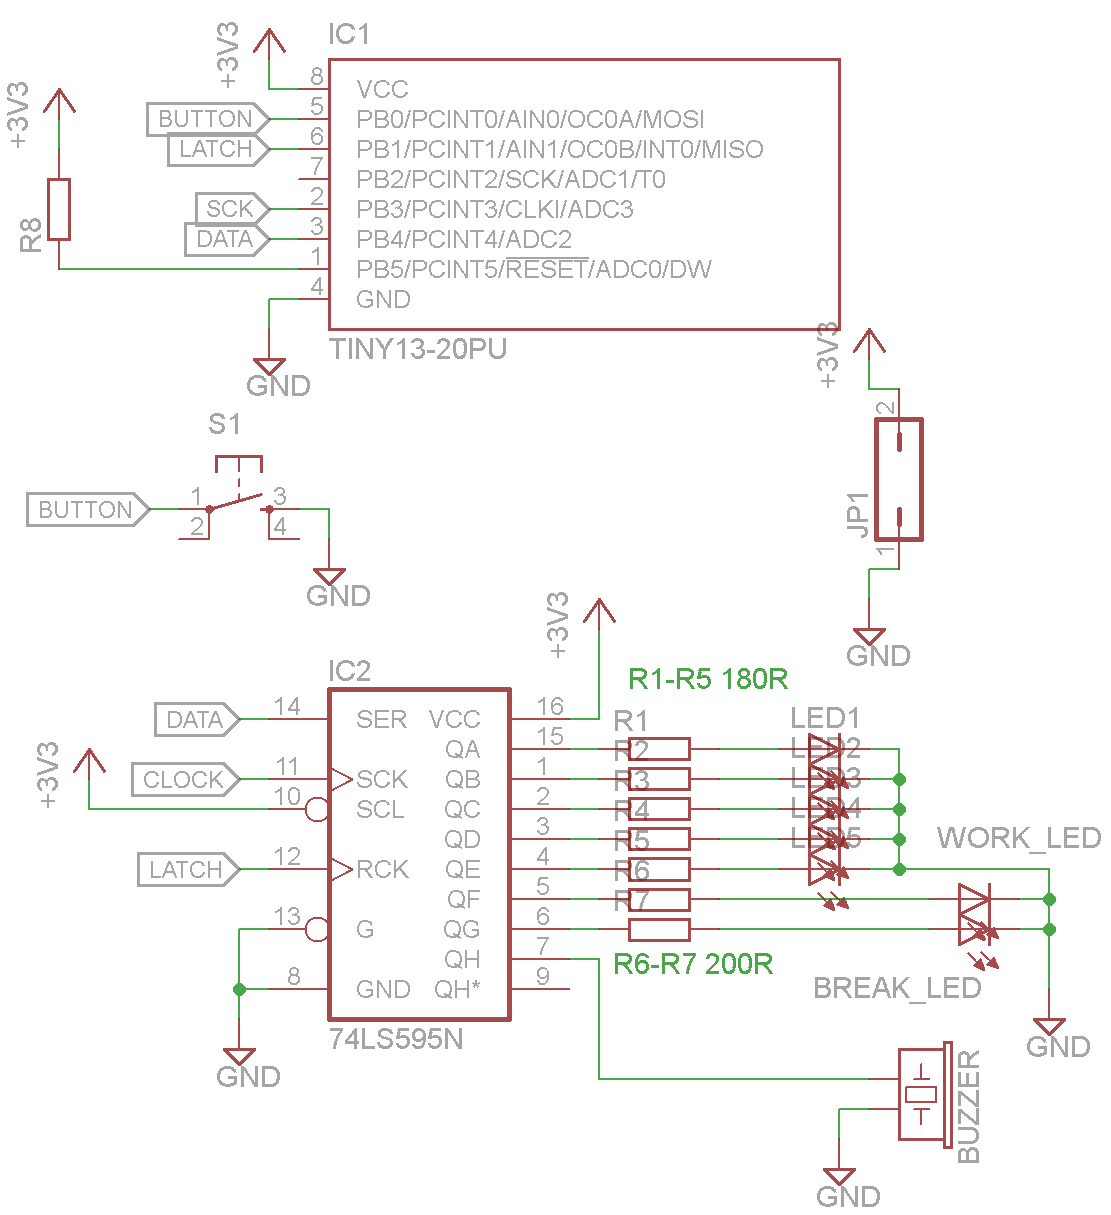 +3V3
IC1
+3V3
8
VCC
BUTTON
5
PB0/PCINT0/AIN0/OC0A/MOSI
LATCH
6
PB1/PCINT1/AIN1/OC0B/INT0/MISO
7
PB2/PCINT2/SCK/ADC1/T0
SCK
2
PB3/PCINT3/CLKI/ADC3
R8
DATA
3
PB4/PCINT4/ADC2
1
PB5/PCINT5/RESET/ADC0/DW
4
GND
TINY13-20PU
GND
+3V3
S1
2
BUTTON
1
3
2
4
JP1
1
GND
GND
+3V3
IC2
R1-R5 180R
DATA
14
SER
VCC
16
R1
LED1
15
QA
R2
LED2
+3V3
CLOCK
11
SCK
QB
1
R3
LED3
10
SCL
QC
2
R4
LED4
QD
3
R5
LED5
WORK_LED
LATCH
12
RCK
QE
4
R6
QF
5
R7
13
G
QG
6
QH
7
R6-R7 200R
8
GND
QH*
9
BREAK_LED
74LS595N
GND
GND
BUZZER
GND